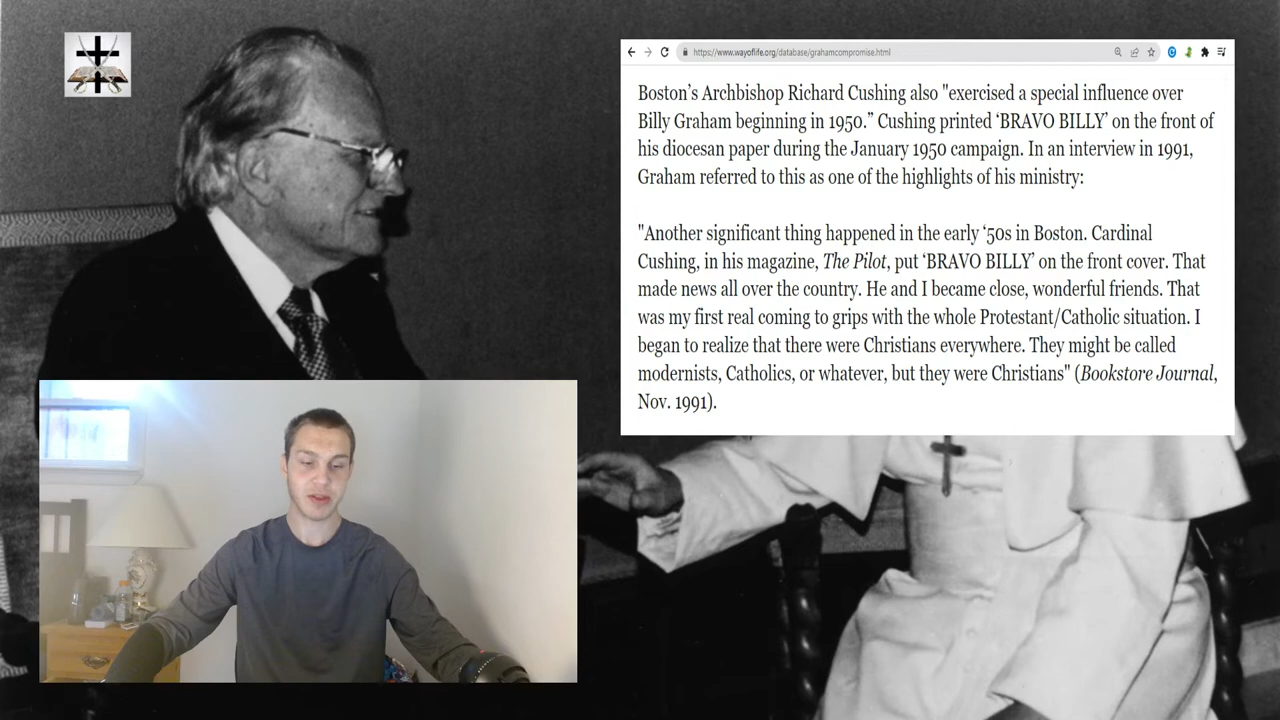 https://www.wayoflife.org/database/grahamcompromise.html
Boston’s Archbishop Richard Cushing also "exercised a special influence over
Billy Graham beginning in 1950.” Cushing printed ‘BRAVO BILLY’ on the front of
his diocesan paper during the January 1950 campaign. In an interview in 1991,
Graham referred to this as one of the highlights of his ministry:
"Another significant thing happened in the early ‘50s in Boston. Cardinal
Cushing, in his magazine, The Pilot, put ‘BRAVO BILLY’ on the front cover. That
made news all over the country. He and I became close, wonderful friends. That
was my first real coming to grips with the whole Protestant/Catholic situation. I
began to realize that there were Christians everywhere. They might be called
modernists, Catholics, or whatever, but they were Christians" (Bookstore Journal,
Nov. 1991).